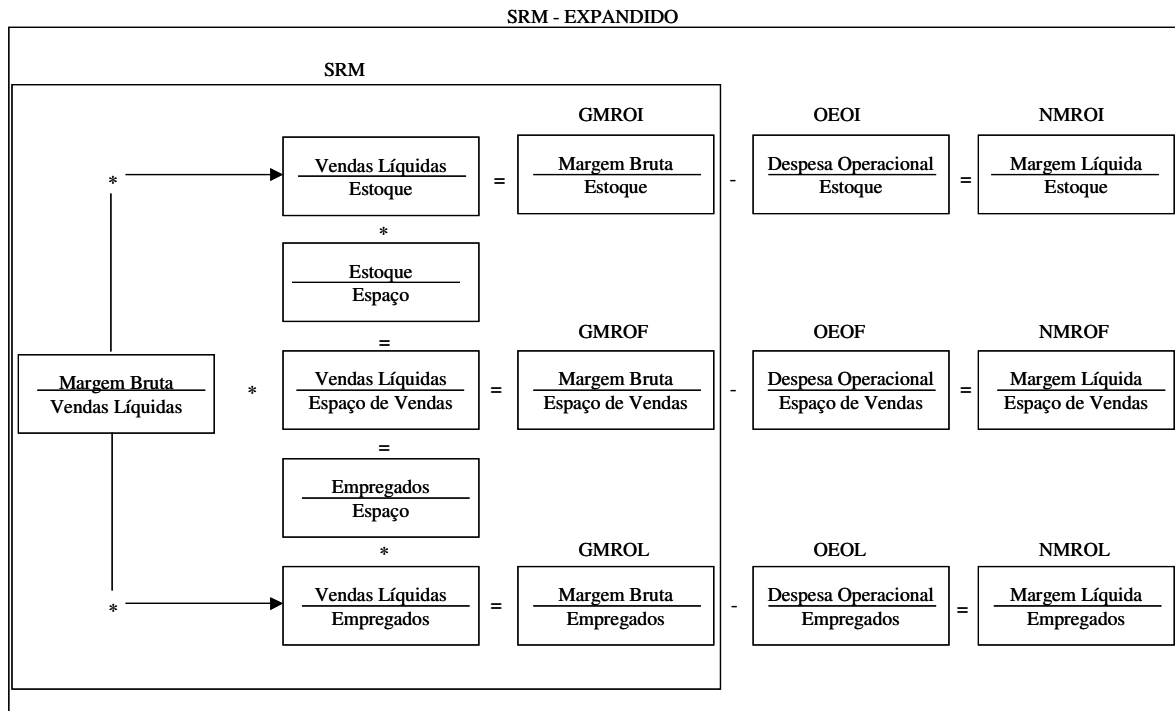 SRM - EXPANDIDO
SRM
GMROI OEOI NMROI
* Vendas Líquidas = Margem Bruta - Despesa Operacional = Margem Líquida
Estoque Estoque Estoque Estoque
*
Estoque
Espaço
GMROF OEOF NMROF
=
Margem Bruta * Vendas Líquidas = Margem Bruta - Despesa Operacional = Margem Líquida
Vendas Líquidas Espaço de Vendas Espaço de Vendas Espaço de Vendas Espaço de Vendas
=
Empregados
Espaço
GMROL OEOL NMROL
*
* Vendas Líquidas = Margem Bruta - Despesa Operacional = Margem Líquida
Empregados Empregados Empregados Empregados